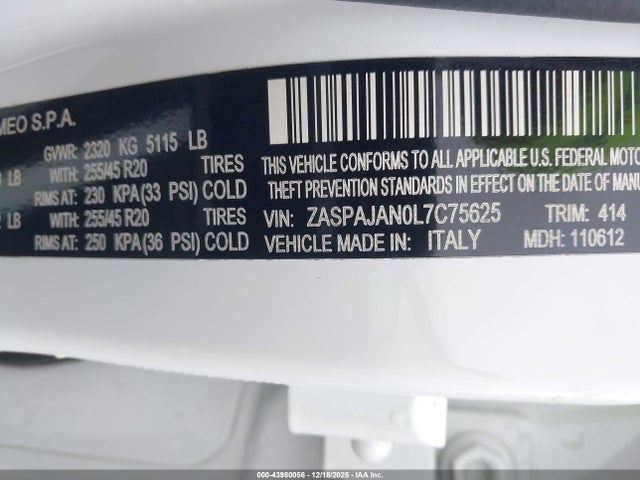 MEO S.P.A.
GVWR: 2320 KG 5115 LB
LB WITH: 255/45 R20 TIRES
RIMS AT: 230 KPA(33 PSI) COLD
LB WITH: 255/45 R20 TIRES
RIMS AT: 250 KPA(36 PSI) COLD
THIS VEHICLE CONFORMS TO ALL APPLICABLE U.S. FEDERAL MOTO
THEFT PREVENTION STANDARDS IN EFFECT ON THE DATE OF MAN
VIN: ZASPAJAN0L7C75625 TRIM: 414
VEHICLE MADE IN: ITALY MDH: 110612
000-43980056 - 12/18/2025 - IAA Inc.